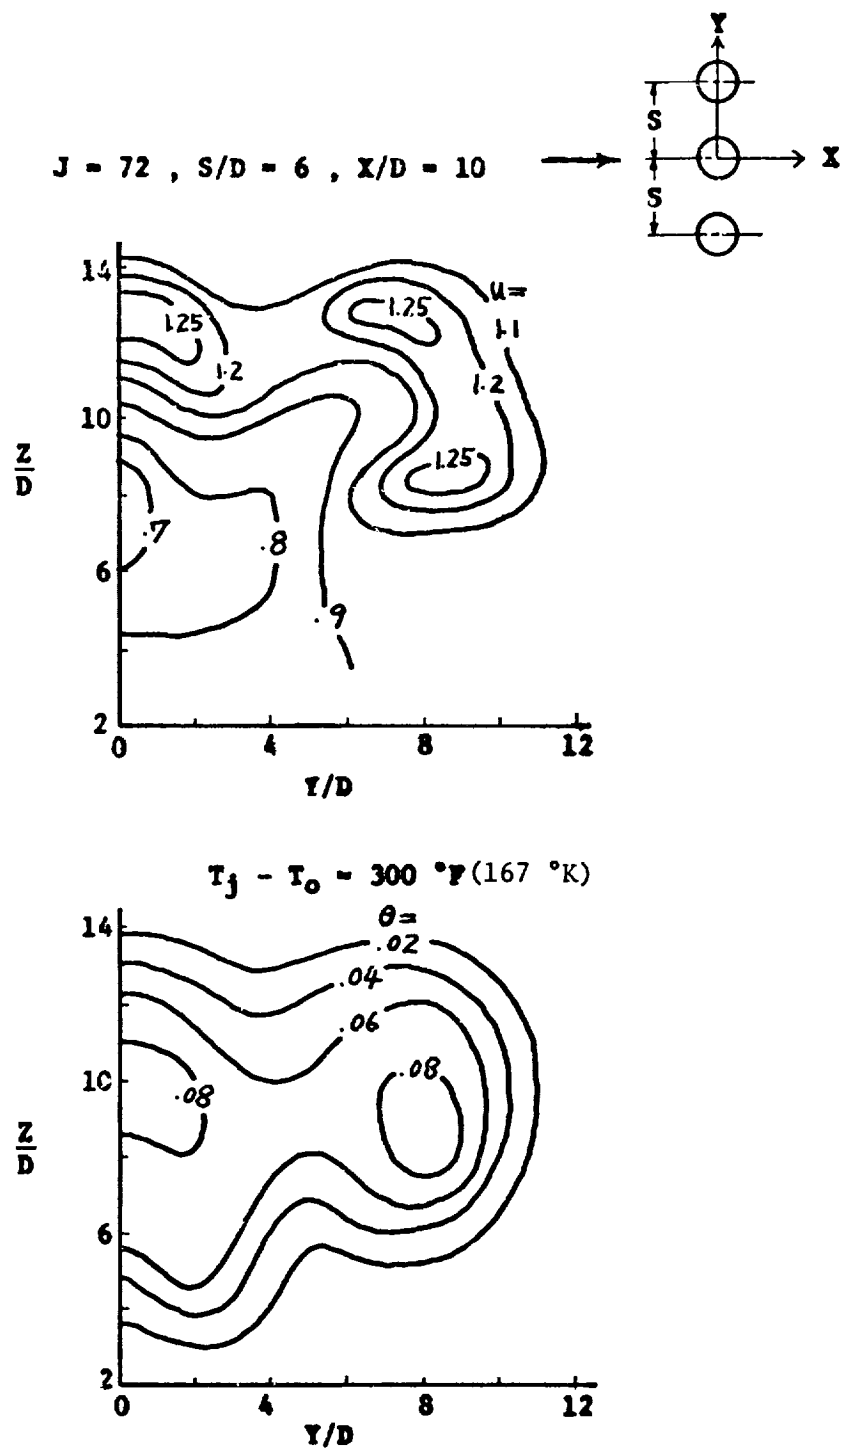 Y
S
X
S
J = 72 , S/D = 6 , X/D = 10
14
10
6
2
Z
D
u=
1.1
1.25
1.25
1.2
1.2
1.25
.7
.8
.9
0 4 8 12
Y/D
Tj - To = 300 °F (167 °K)
θ=
.02
.04
.06
.08
.08
14
10
6
2
Z
D
0 4 8 12
Y/D